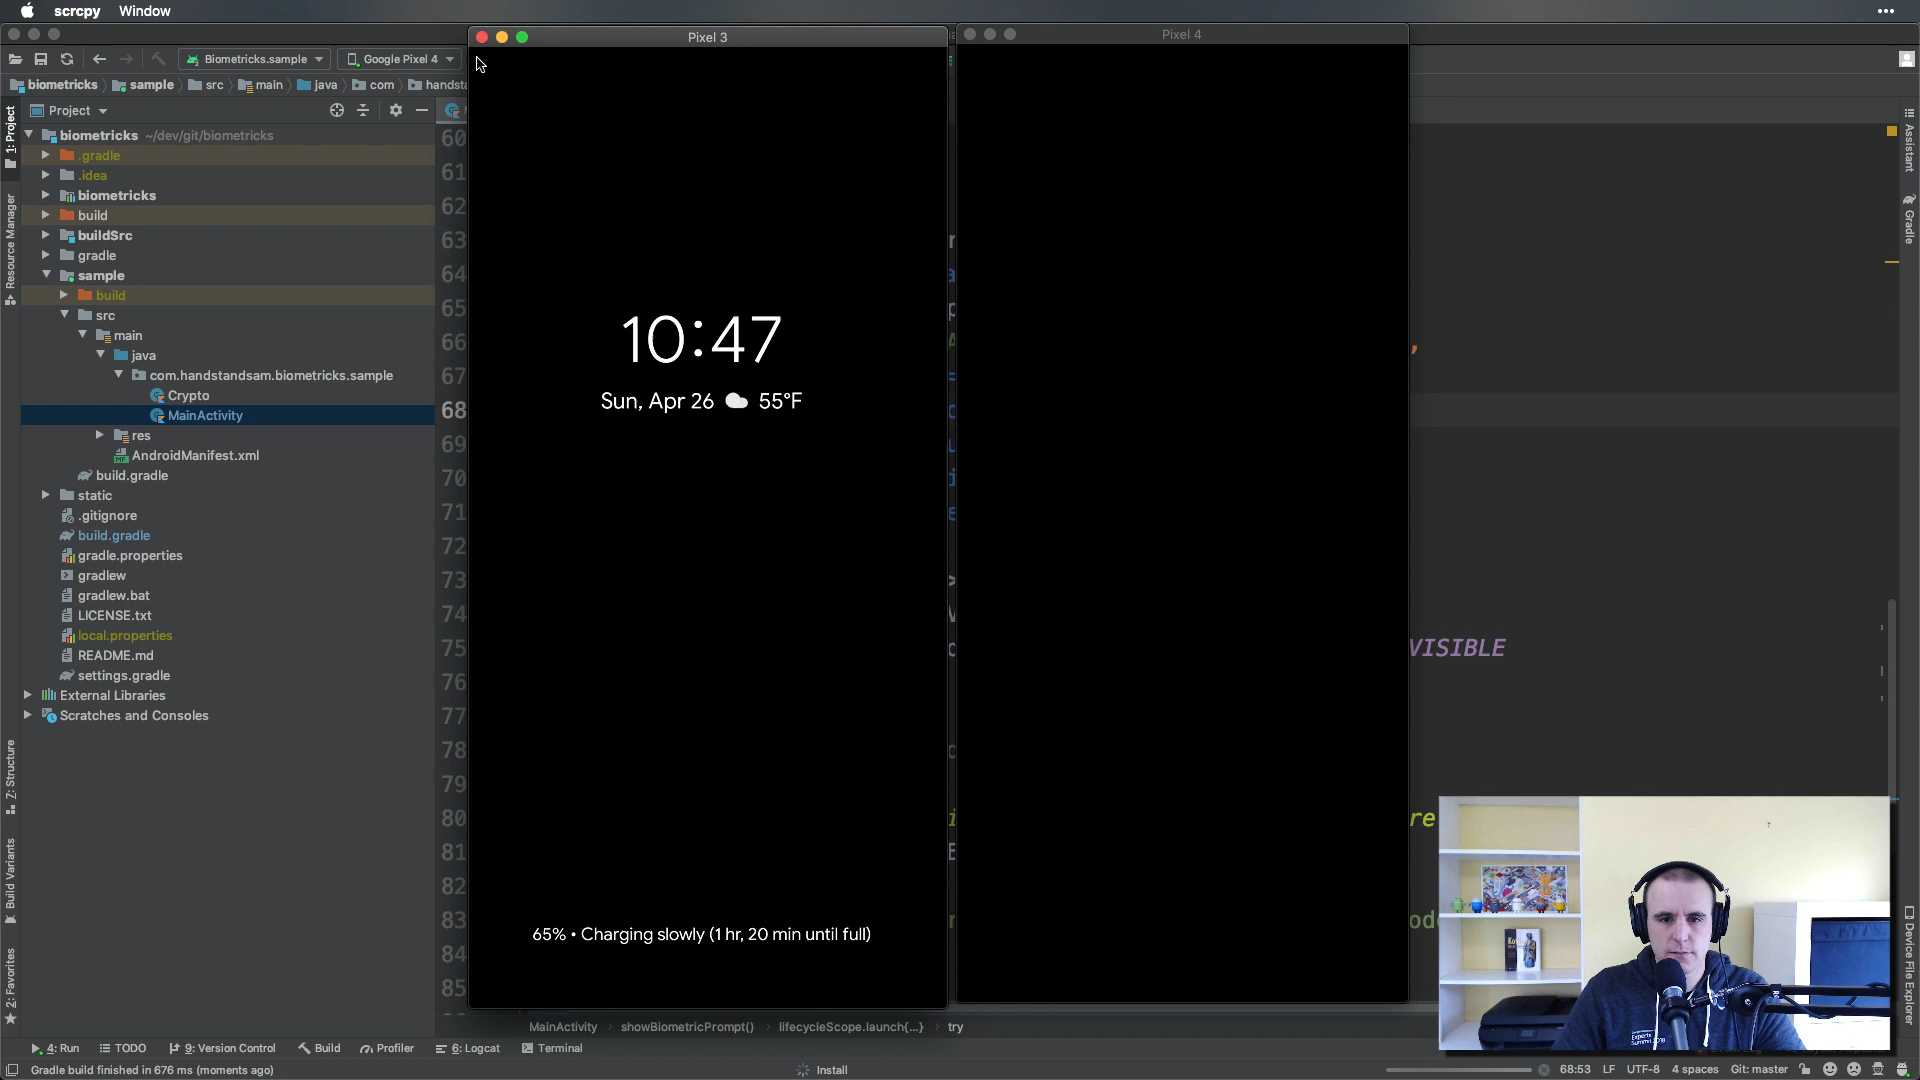 scrcpy Window
Pixel 3
Pixel 4
Biometricks.sample
Google Pixel 4
biometricks
sample
src
main
java
com
handsta
Project
biometricks ~/dev/git/biometricks
.gradle
.idea
biometricks
build
buildSrc
gradle
sample
build
src
main
java
com.handstandsam.biometricks.sample
Crypto
MainActivity
res
AndroidManifest.xml
build.gradle
static
.gitignore
build.gradle
gradle.properties
gradlew
gradlew.bat
LICENSE.txt
local.properties
README.md
settings.gradle
External Libraries
Scratches and Consoles
1: Project
Resource Manager
Z: Structure
Build Variants
2: Favorites
60
61
62
63
64
65
66
67
68
69
70
71
72
73
74
75
76
77
78
79
80
81
82
83
84
85
10:47
Sun, Apr 26 55°F
65% • Charging slowly (1 hr, 20 min until full)
,
VISIBLE
re
ode
Assistant
Gradle
Device File Explorer
MainActivity
showBiometricPrompt()
lifecycleScope.launch{...}
try
4: Run
TODO
9: Version Control
Build
Profiler
6: Logcat
Terminal
Gradle build finished in 676 ms (moments ago)
Install
68:53
LF
UTF-8
4 spaces
Git: master